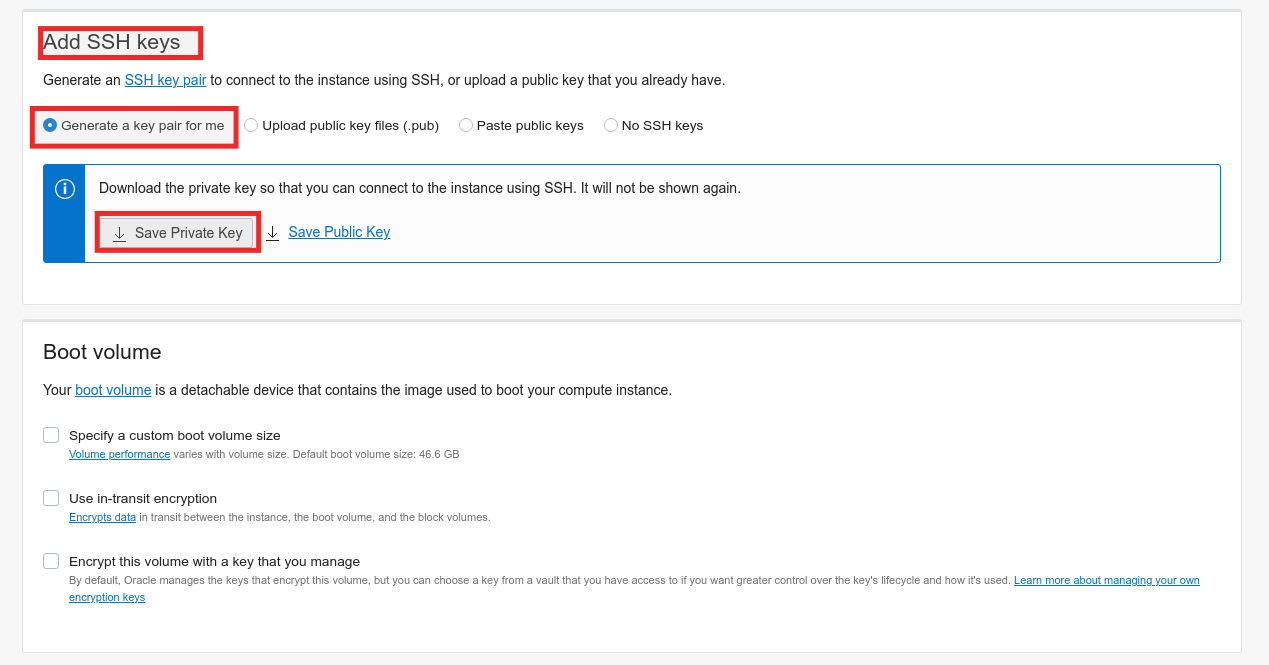 Add SSH keys
Generate an SSH key pair to connect to the instance using SSH, or upload a public key that you already have.
Generate a key pair for me Upload public key files (.pub) Paste public keys No SSH keys
Download the private key so that you can connect to the instance using SSH. It will not be shown again.
Save Private Key Save Public Key
Boot volume
Your boot volume is a detachable device that contains the image used to boot your compute instance.
Specify a custom boot volume size
Volume performance varies with volume size. Default boot volume size: 46.6 GB
Use in-transit encryption
Encrypts data in transit between the instance, the boot volume, and the block volumes.
Encrypt this volume with a key that you manage
By default, Oracle manages the keys that encrypt this volume, but you can choose a key from a vault that you have access to if you want greater control over the key's lifecycle and how it's used. Learn more about managing your own
encryption keys